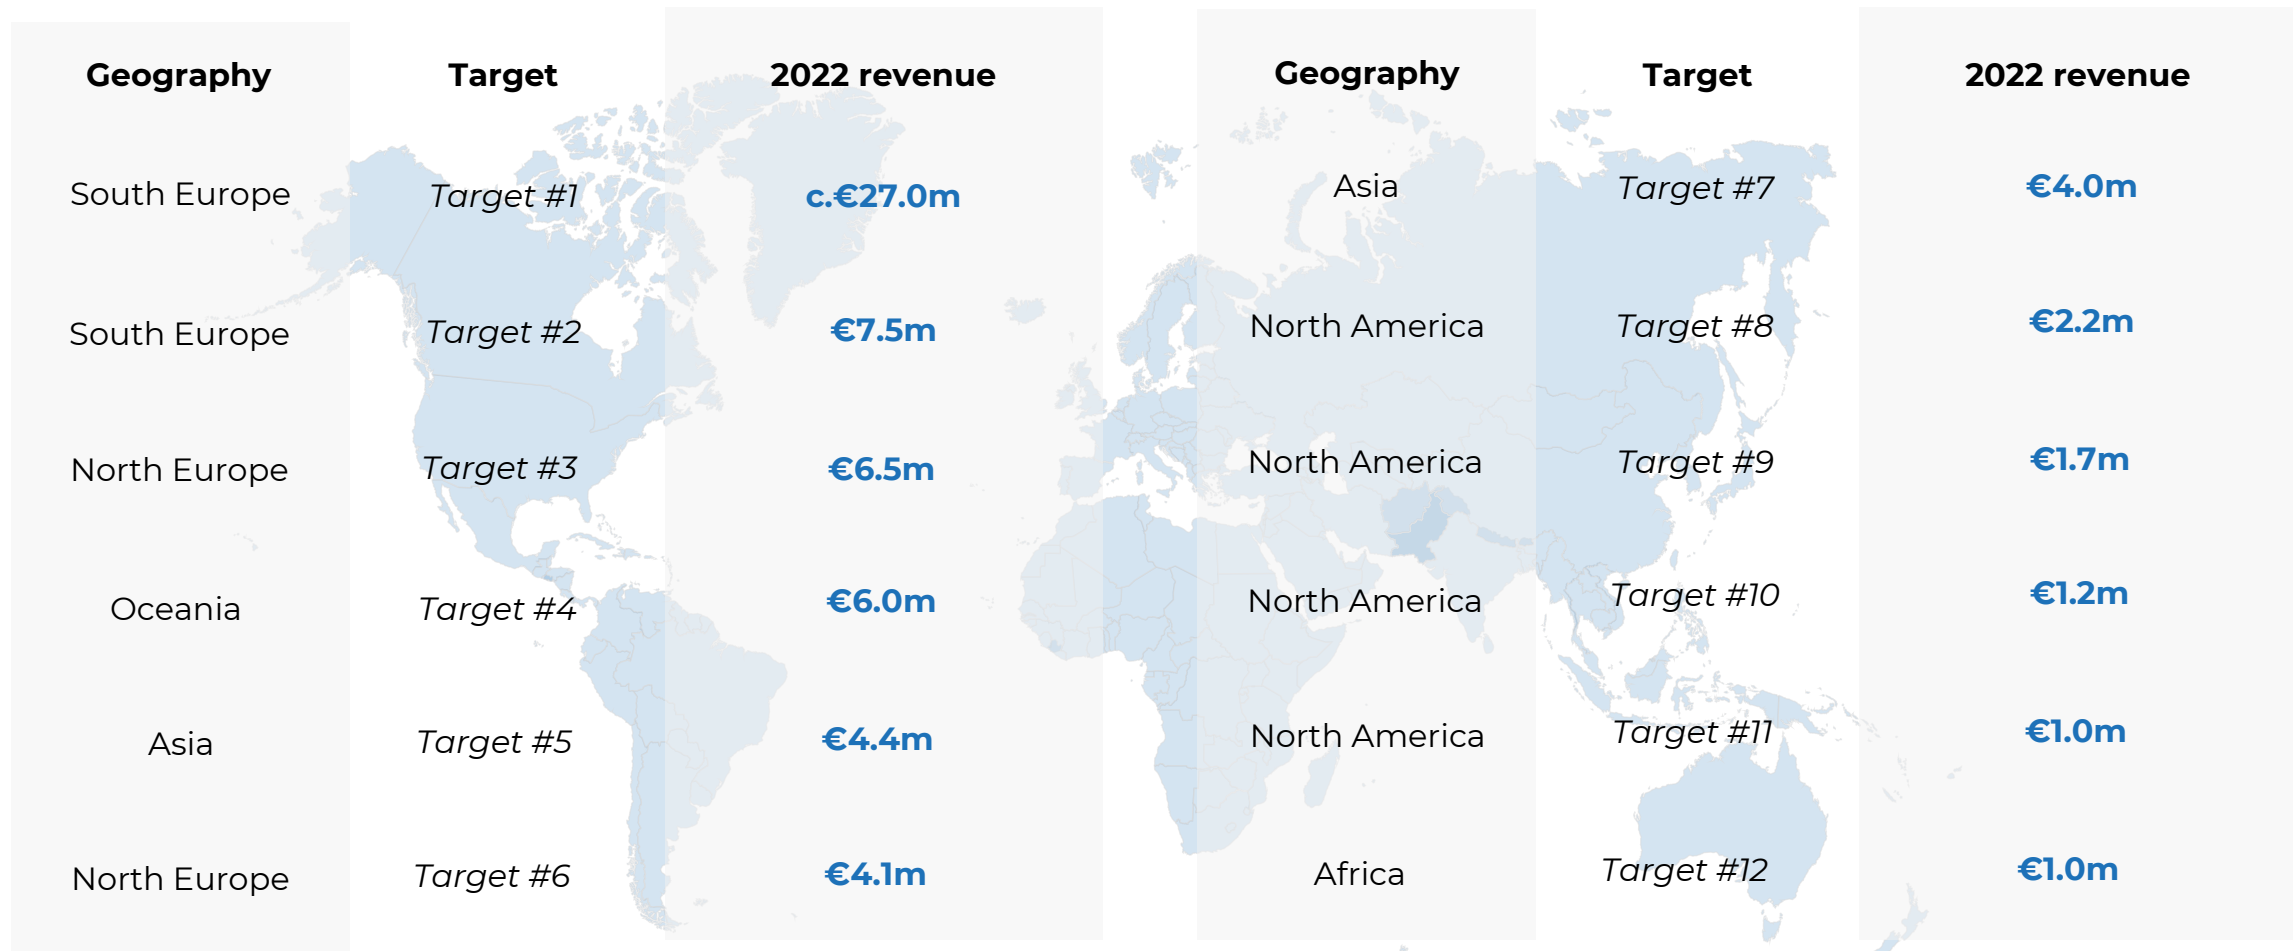 Geography Target 2022 revenue
South Europe Target #1 c.€27.0m
South Europe Target #2 €7.5m
North Europe Target #3 €6.5m
Oceania Target #4 €6.0m
Asia Target #5 €4.4m
North Europe Target #6 €4.1m
Geography Target 2022 revenue
Asia Target #7 €4.0m
North America Target #8 €2.2m
North America Target #9 €1.7m
North America Target #10 €1.2m
North America Target #11 €1.0m
Africa Target #12 €1.0m